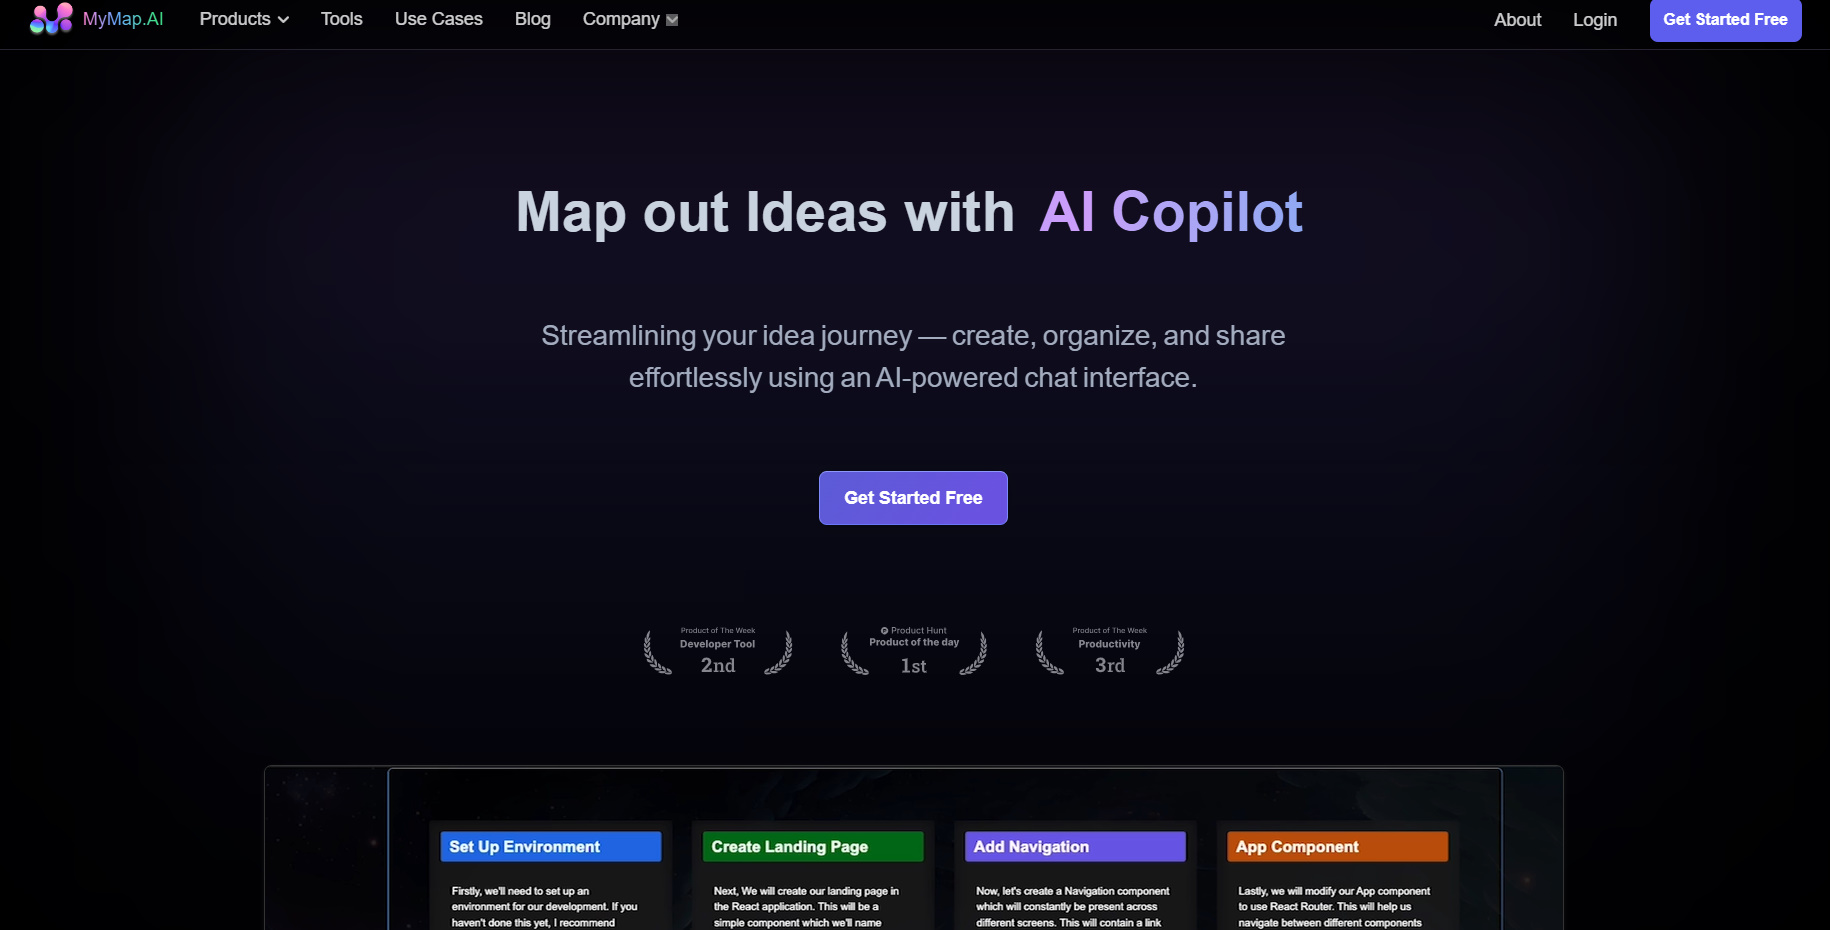 MyMap.AI
Products
Tools
Use Cases
Blog
Company
About
Login
Get Started Free
Map out Ideas with AI Copilot
Streamlining your idea journey — create, organize, and share
effortlessly using an AI-powered chat interface.
Get Started Free
Product of The Week
Developer Tool
2nd
Product Hunt
Product of the day
1st
Product of The Week
Productivity
3rd
Set Up Environment
Firstly, we'll need to set up an
environment for our development. If you
haven't done this yet, I recommend
Create Landing Page
Next, We will create our landing page in
the React application. This will be a
simple component which we'll name
Add Navigation
Now, let's create a Navigation component
which will constantly be present across
different screens. This will contain a link
App Component
Lastly, we will modify our App component
to use React Router. This will help us
navigate between different components